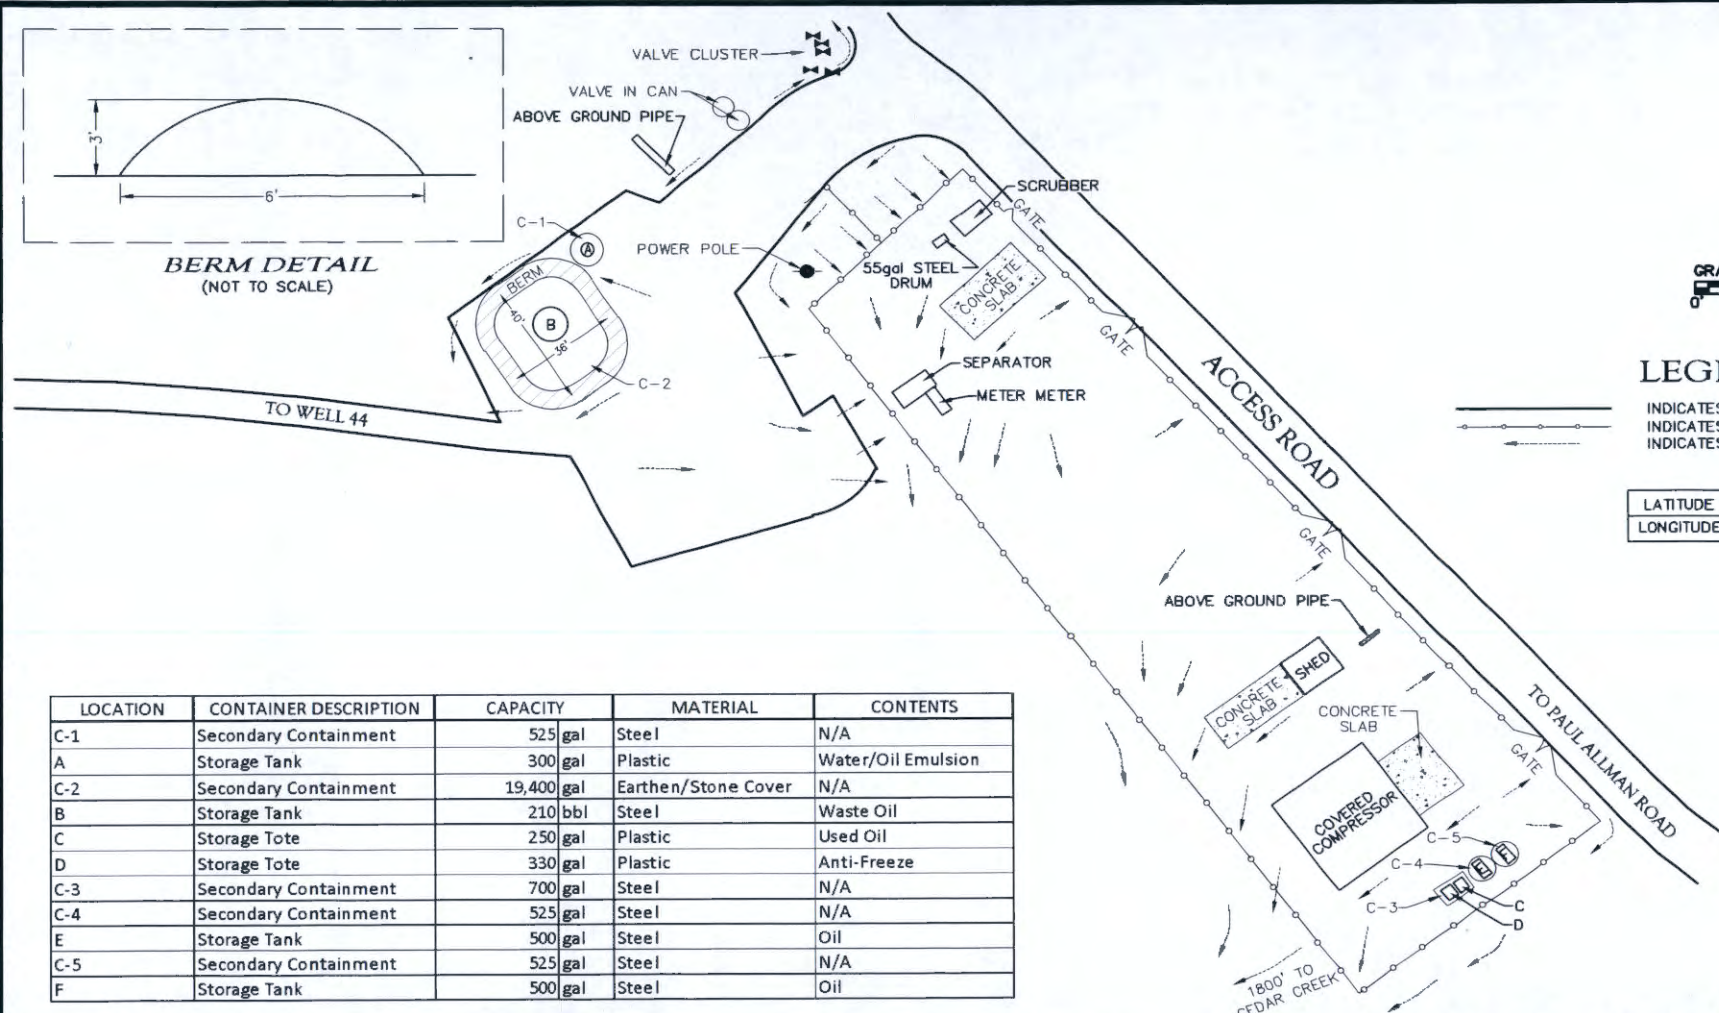 3'
6'
BERM DETAIL
(NOT TO SCALE)
VALVE CLUSTER
VALVE IN CAN
ABOVE GROUND PIPE
C-1
A
BERM
40'
B
36'
C-2
POWER POLE
TO WELL 44
SCRUBBER
GATE
55gal STEEL
DRUM
CONCRETE
SLAB
GATE
SEPARATOR
METER METER
ACCESS ROAD
GATE
ABOVE GROUND PIPE
SHED
CONCRETE
SLAB
CONCRETE
SLAB
GATE
TO PAUL ALLMAN ROAD
COVERED
COMPRESSOR
C-5
F
C-4
E
C-3
C
D
1800' TO
CEDAR CREEK
GRA
0'
LEGE
INDICATES
INDICATES
INDICATES
LATITUDE
LONGITUDE
LOCATION CONTAINER DESCRIPTION CAPACITY MATERIAL CONTENTS
C-1 Secondary Containment 525 gal Steel N/A
A Storage Tank 300 gal Plastic Water/Oil Emulsion
C-2 Secondary Containment 19,400 gal Earthen/Stone Cover N/A
B Storage Tank 210 bbl Steel Waste Oil
C Storage Tote 250 gal Plastic Used Oil
D Storage Tote 330 gal Plastic Anti-Freeze
C-3 Secondary Containment 700 gal Steel N/A
C-4 Secondary Containment 525 gal Steel N/A
E Storage Tank 500 gal Steel Oil
C-5 Secondary Containment 525 gal Steel N/A
F Storage Tank 500 gal Steel Oil